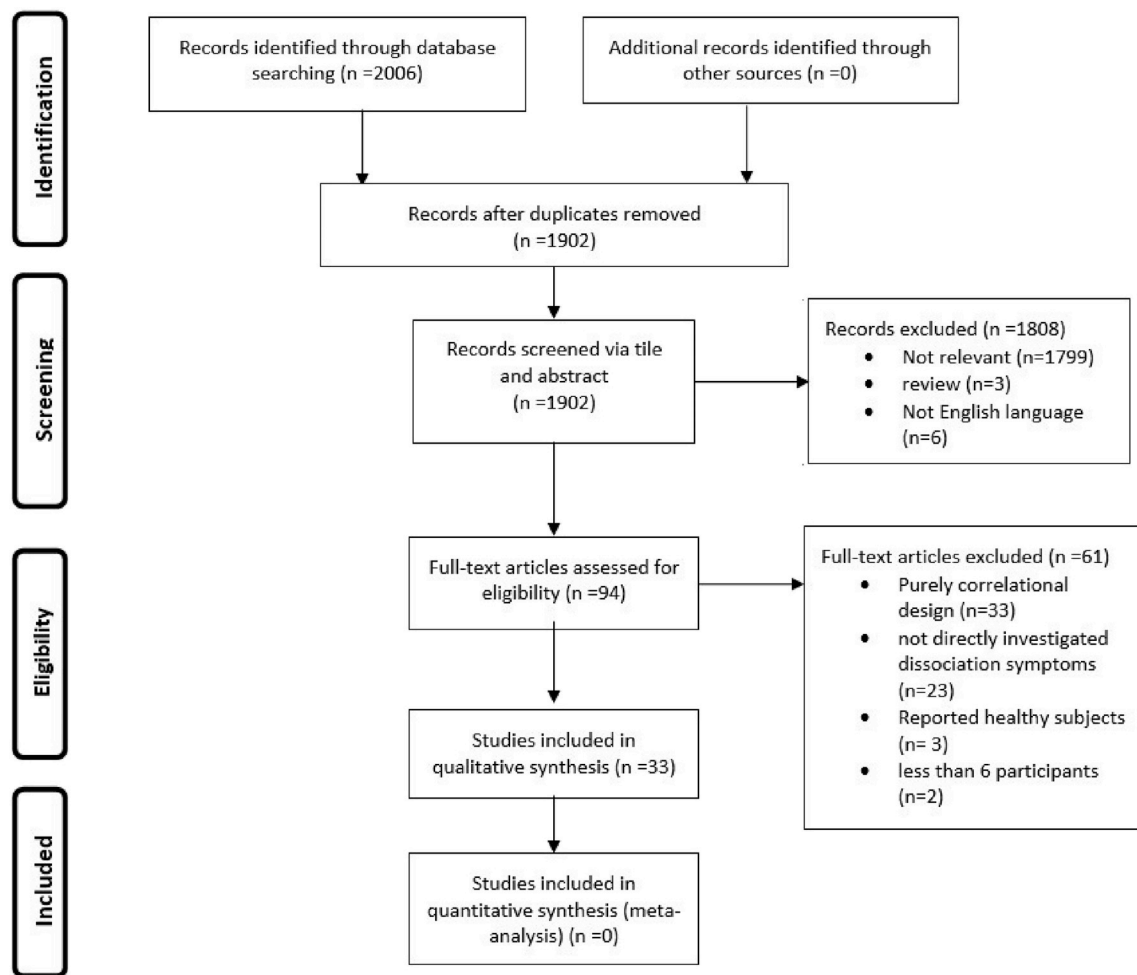 Identification
Records identified through database
searching (n =2006)
Additional records identified through
other sources (n =0)
Records after duplicates removed
(n =1902)
Screening
Records screened via tile
and abstract
(n =1902)
Records excluded (n =1808)
• Not relevant (n=1799)
• review (n=3)
• Not English language
(n=6)
Eligibility
Full-text articles assessed for
eligibility (n =94)
Full-text articles excluded (n =61)
• Purely correlational
design (n=33)
• not directly investigated
dissociation symptoms
(n=23)
• Reported healthy subjects
(n= 3)
• less than 6 participants
(n=2)
Studies included in
qualitative synthesis (n =33)
Included
Studies included in
quantitative synthesis (meta-
analysis) (n =0)